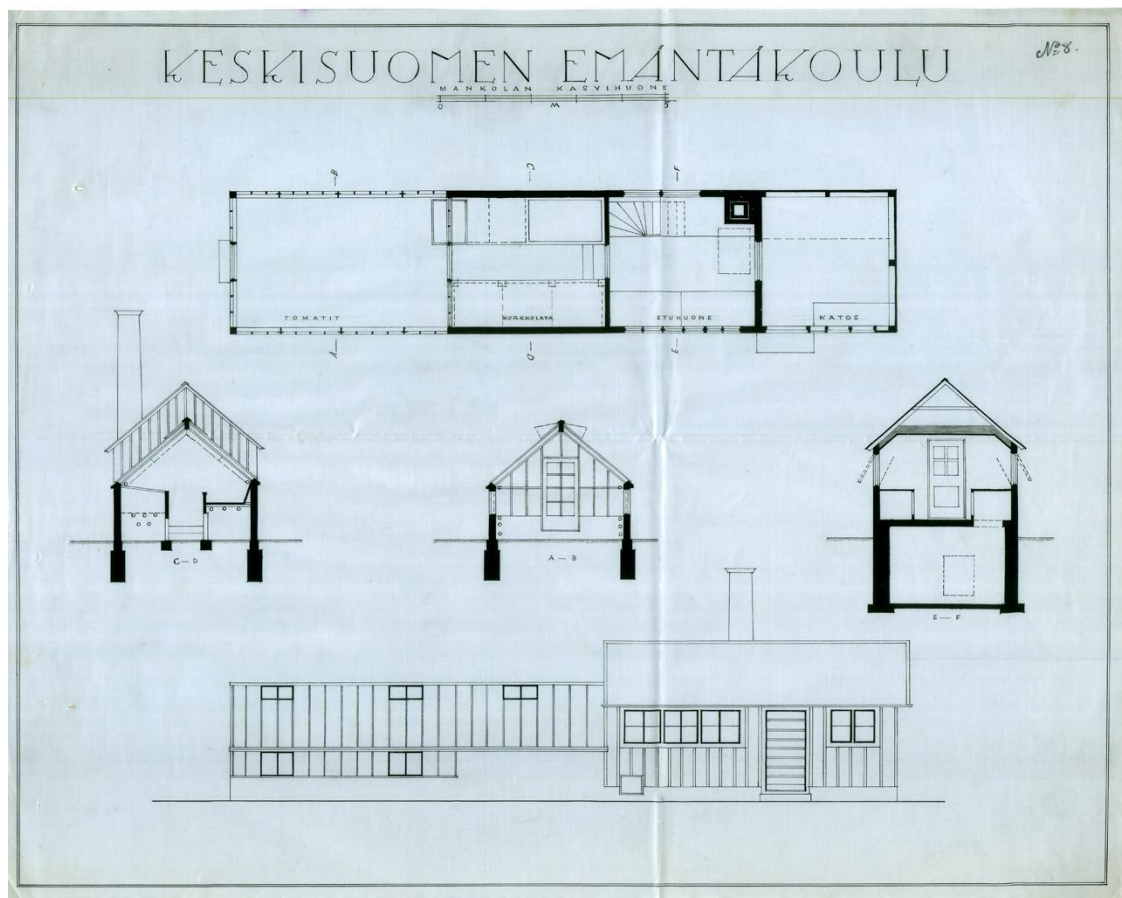 KESKISUOMEN EMÄNTÄKOULU
No 8.
MANKOLAN KASVIHUONE
0 M 5
B D F
TOMATIT KURKKULAVA ETUHUONE KATOS
A C E
C—D
A—B
E—F